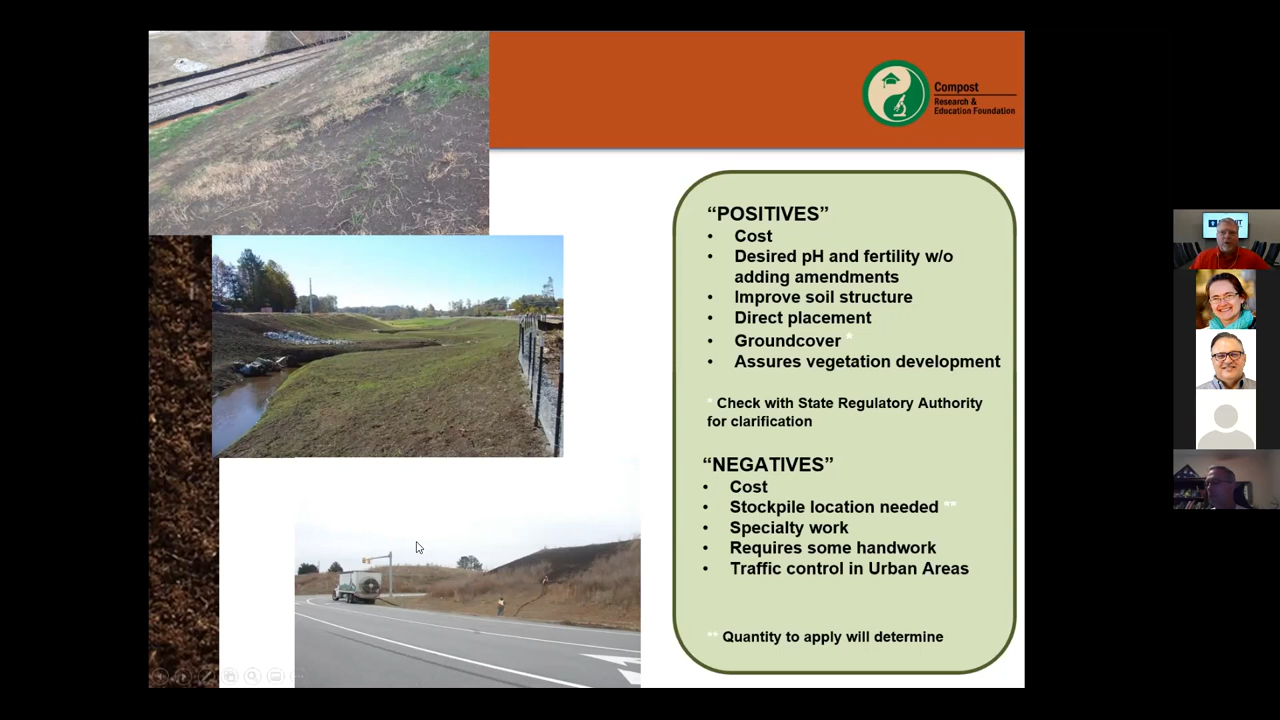 Compost
Research &
Education Foundation
“POSITIVES”
• Cost
• Desired pH and fertility w/o
adding amendments
• Improve soil structure
• Direct placement
• Groundcover *
• Assures vegetation development
* Check with State Regulatory Authority
for clarification
“NEGATIVES”
• Cost
• Stockpile location needed **
• Specialty work
• Requires some handwork
• Traffic control in Urban Areas
** Quantity to apply will determine